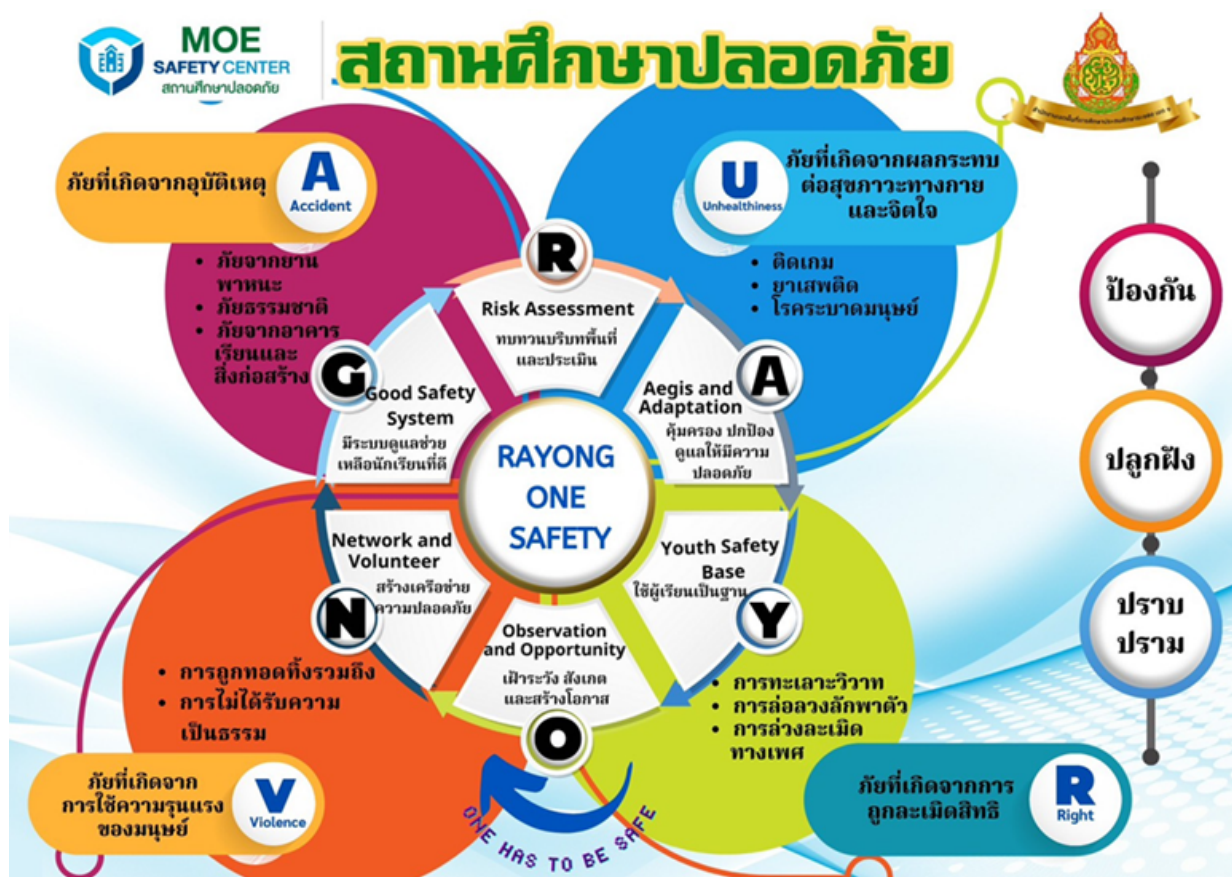 MOE
SAFETY CENTER
สถานศึกษาปลอดภัย
สถานศึกษาปลอดภัย
ภัยที่เกิดจากอุบัติเหตุ
A
Accident
• ภัยจากยาน
พาหนะ
• ภัยธรรมชาติ
• ภัยจากอาคาร
เรียนและ
สิ่งก่อสร้าง
U
Unhealthiness
ภัยที่เกิดจากผลกระทบ
ต่อสุขภาวะทางกาย
และจิตใจ
• ติดเกม
• ยาเสพติด
• โรคระบาดมนุษย์
R
Risk Assessment
ทบทวนบริบทพื้นที่
และประเมิน
A
Aegis and
Adaptation
คุ้มครอง ปกป้อง
ดูแลให้มีความ
ปลอดภัย
Y
Youth Safety
Base
ใช้ผู้เรียนเป็นฐาน
O
Observation
and Opportunity
เฝ้าระวัง สังเกต
และสร้างโอกาส
N
Network and
Volunteer
สร้างเครือข่าย
ความปลอดภัย
G
Good Safety
System
มีระบบดูแลช่วย
เหลือนักเรียนที่ดี
RAYONG
ONE
SAFETY
• การถูกทอดทิ้งรวมถึง
• การไม่ได้รับความ
เป็นธรรม
ภัยที่เกิดจาก
การใช้ความรุนแรง
ของมนุษย์
V
Violence
• การทะเลาะวิวาท
• การล่อลวงลักพาตัว
• การล่วงละเมิด
ทางเพศ
ภัยที่เกิดจากการ
ถูกละเมิดสิทธิ
R
Right
ONE HAS TO BE SAFE
ป้องกัน
ปลูกฝัง
ปราบ
ปราม